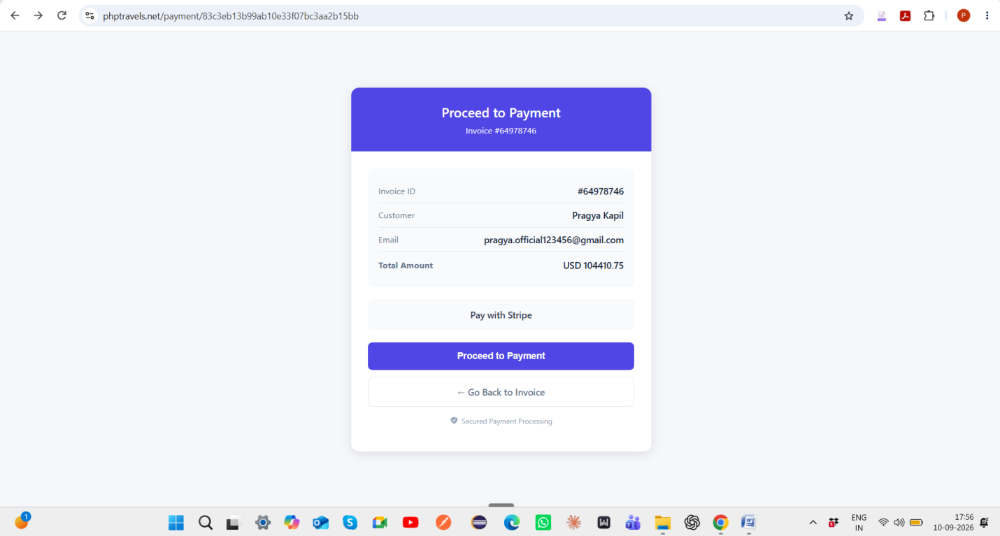 phptravels.net/payment/83c3eb13b99ab10e33f07bc3aa2b15bb
P
Proceed to Payment
Invoice #64978746
Invoice ID #64978746
Customer Pragya Kapil
Email pragya.official123456@gmail.com
Total Amount USD 104410.75
Pay with Stripe
Proceed to Payment
← Go Back to Invoice
Secured Payment Processing
1
ENG
IN
17:56
10-09-2026